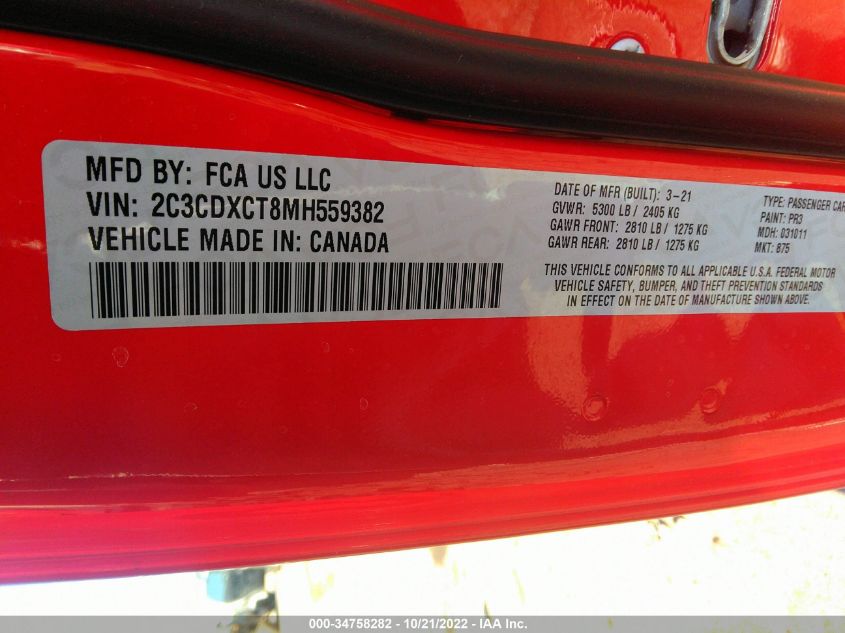 MFD BY: FCA US LLC
VIN: 2C3CDXCT8MH559382
VEHICLE MADE IN: CANADA
DATE OF MFR (BUILT): 3-21
GVWR: 5300 LB / 2405 KG
GAWR FRONT: 2810 LB / 1275 KG
GAWR REAR: 2810 LB / 1275 KG
TYPE: PASSENGER CAR
PAINT: PR3
MDH: 031011
MKT: 875
THIS VEHICLE CONFORMS TO ALL APPLICABLE U.S.A. FEDERAL MOTOR
VEHICLE SAFETY, BUMPER, AND THEFT PREVENTION STANDARDS
IN EFFECT ON THE DATE OF MANUFACTURE SHOWN ABOVE.
000-34758282 - 10/21/2022 - IAA Inc.